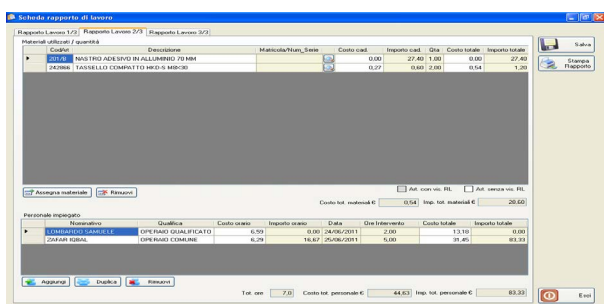 Scheda rapporto di lavoro
Rapporto Lavoro 1/3 Rapporto Lavoro 2/3 Rapporto Lavoro 3/3
Materiali utilizzati / quantità
CodArt Descrizione Matricola/Num_Serie Costo cad. Importo cad. Qta Costo totale Importo totale
2017/B NASTRO ADESIVO IN ALLUMINIO 70 MM 0,00 27,40 1,00 0,00 27,40
242866 TASSELLO COMPATTO HKD-S M8X30 0,27 0,60 2,00 0,54 1,20
Salva
Stampa Rapporto
Assegna materiale Rimuovi
Art. con vis. RL Art. senza vis. RL
Costo tot. materiali € 0,54 Imp. tot. materiali € 28,60
Personale impiegato
Nominativo Qualifica Costo orario Importo orario Data Ore Intervento Costo totale Importo totale
LOMBARDO SAMUELE OPERAIO QUALIFICATO 6,59 0,00 24/06/2011 2,00 13,18 0,00
ZAFAR IQBAL OPERAIO COMUNE 6,29 16,67 25/06/2011 5,00 31,45 83,33
Aggiungi Duplica Rimuovi
Tot. ore 7,0 Costo tot. personale € 44,63 Imp. tot. personale € 83,33
Esci